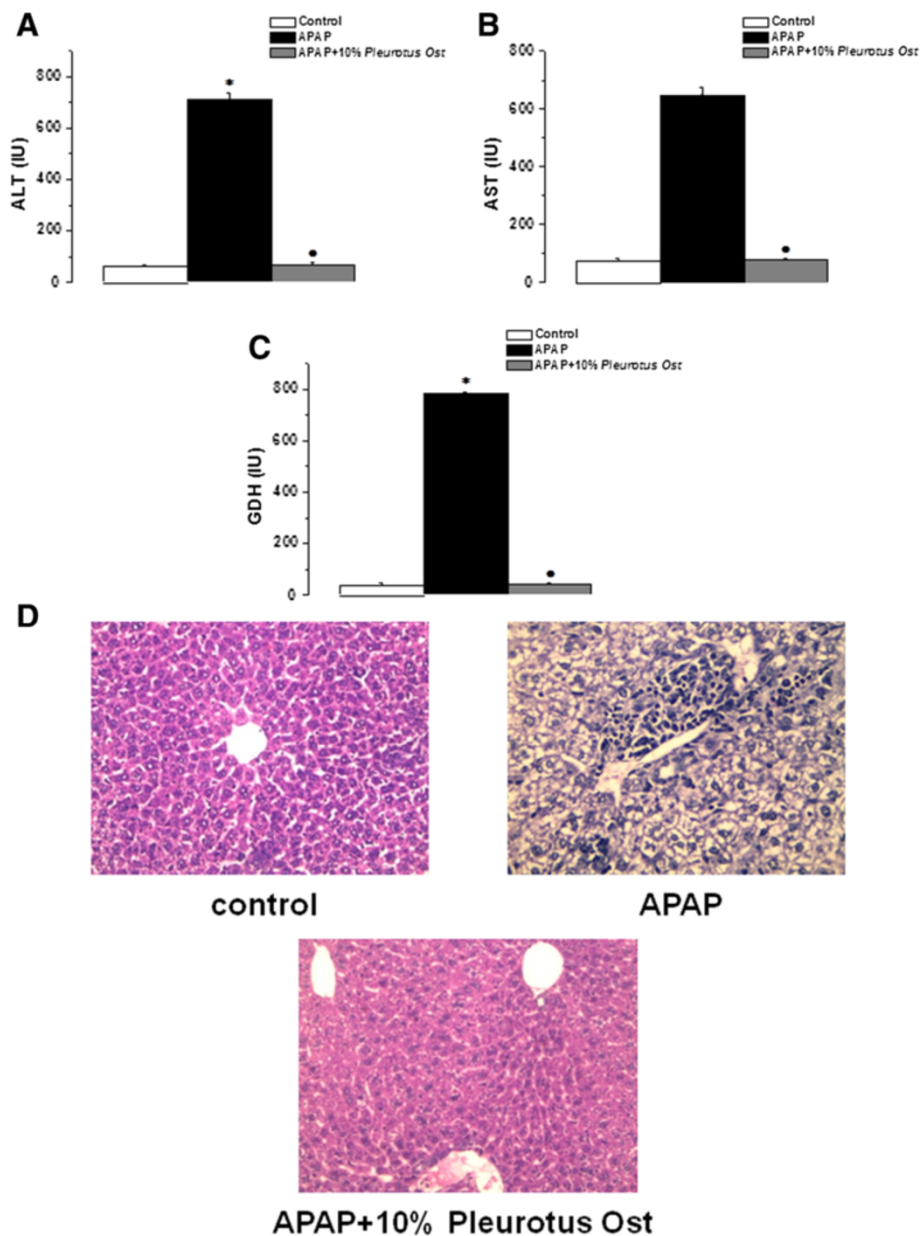 A
Control
APAP
APAP+10% Pleurotus Ost
ALT (IU)
800
600
400
200
0
*
•
B
Control
APAP
APAP+10% Pleurotus Ost
AST (IU)
800
600
400
200
0
•
C
Control
APAP
APAP+10% Pleurotus Ost
GDH (IU)
800
600
400
200
0
*
•
D
control
APAP
APAP+10% Pleurotus Ost